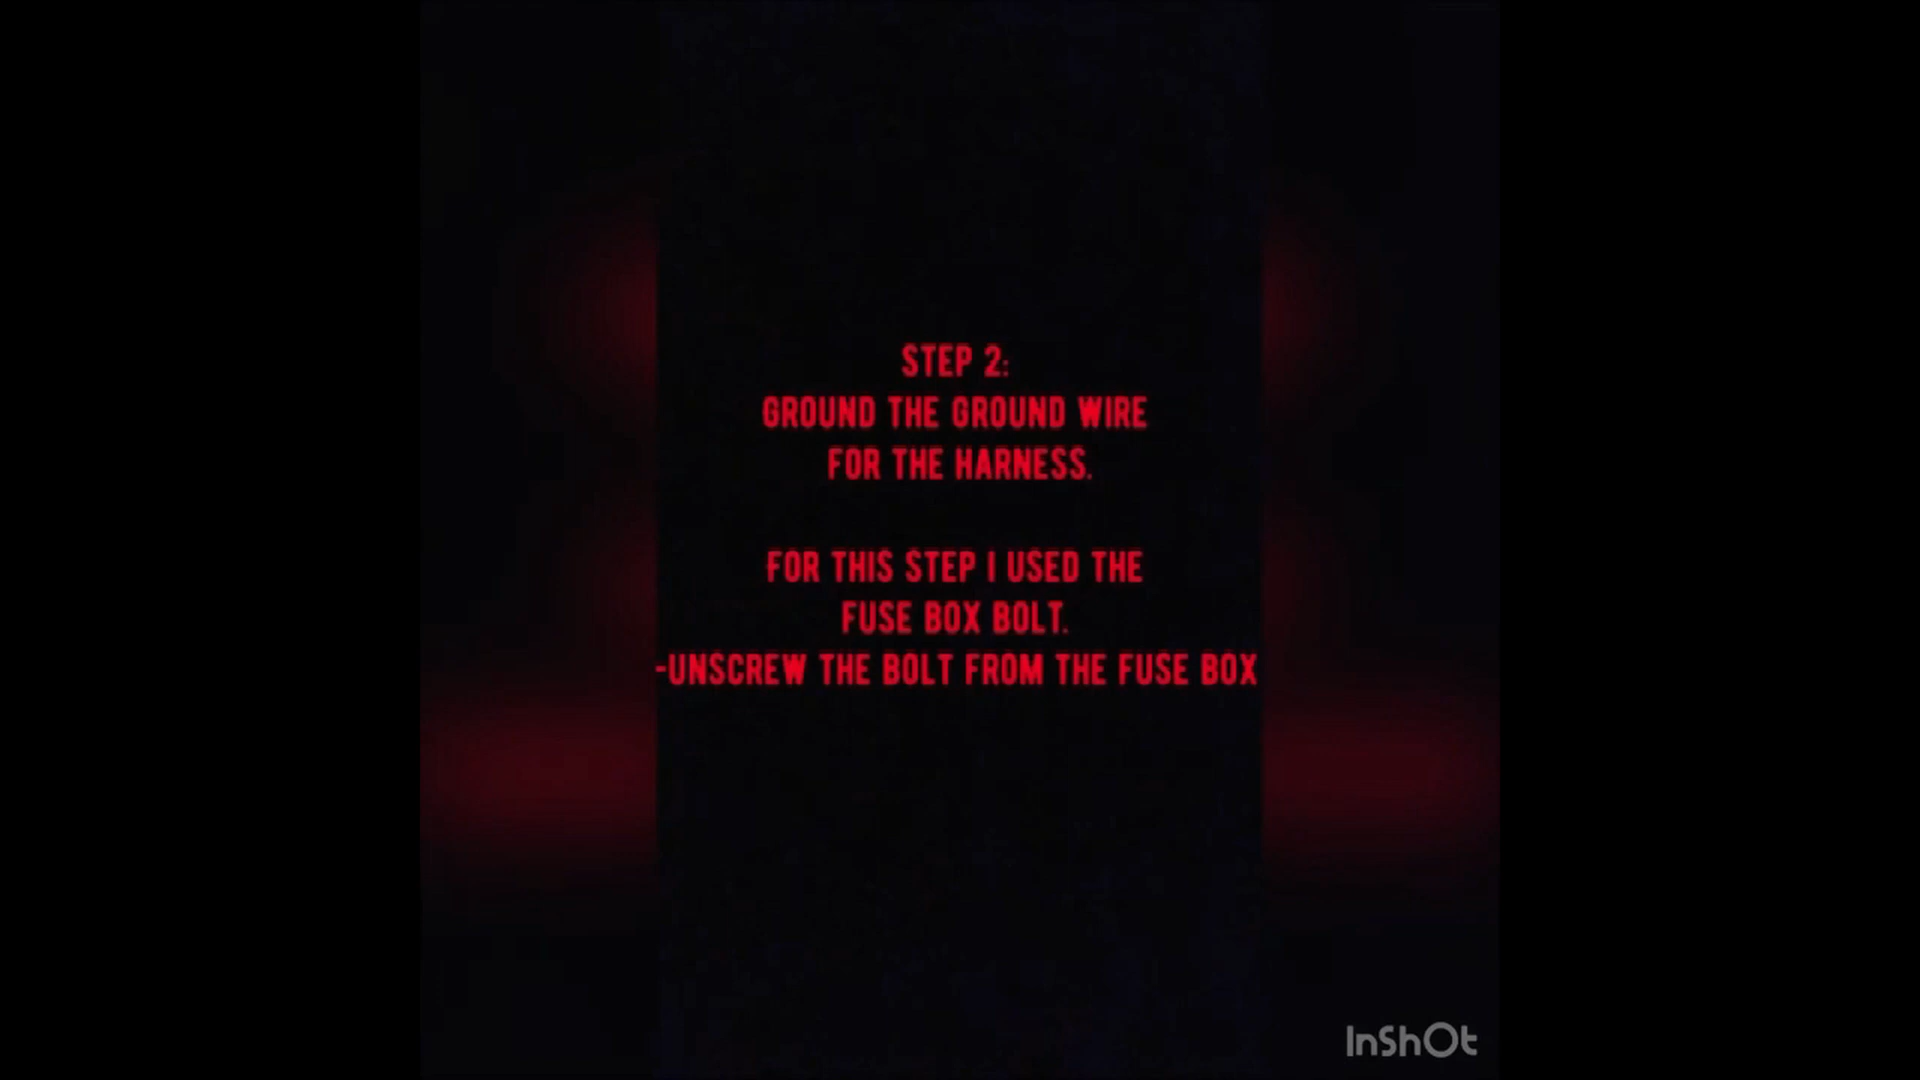 STEP 2:
GROUND THE GROUND WIRE
FOR THE HARNESS.
FOR THIS STEP I USED THE
FUSE BOX BOLT.
-UNSCREW THE BOLT FROM THE FUSE BOX
InShOt